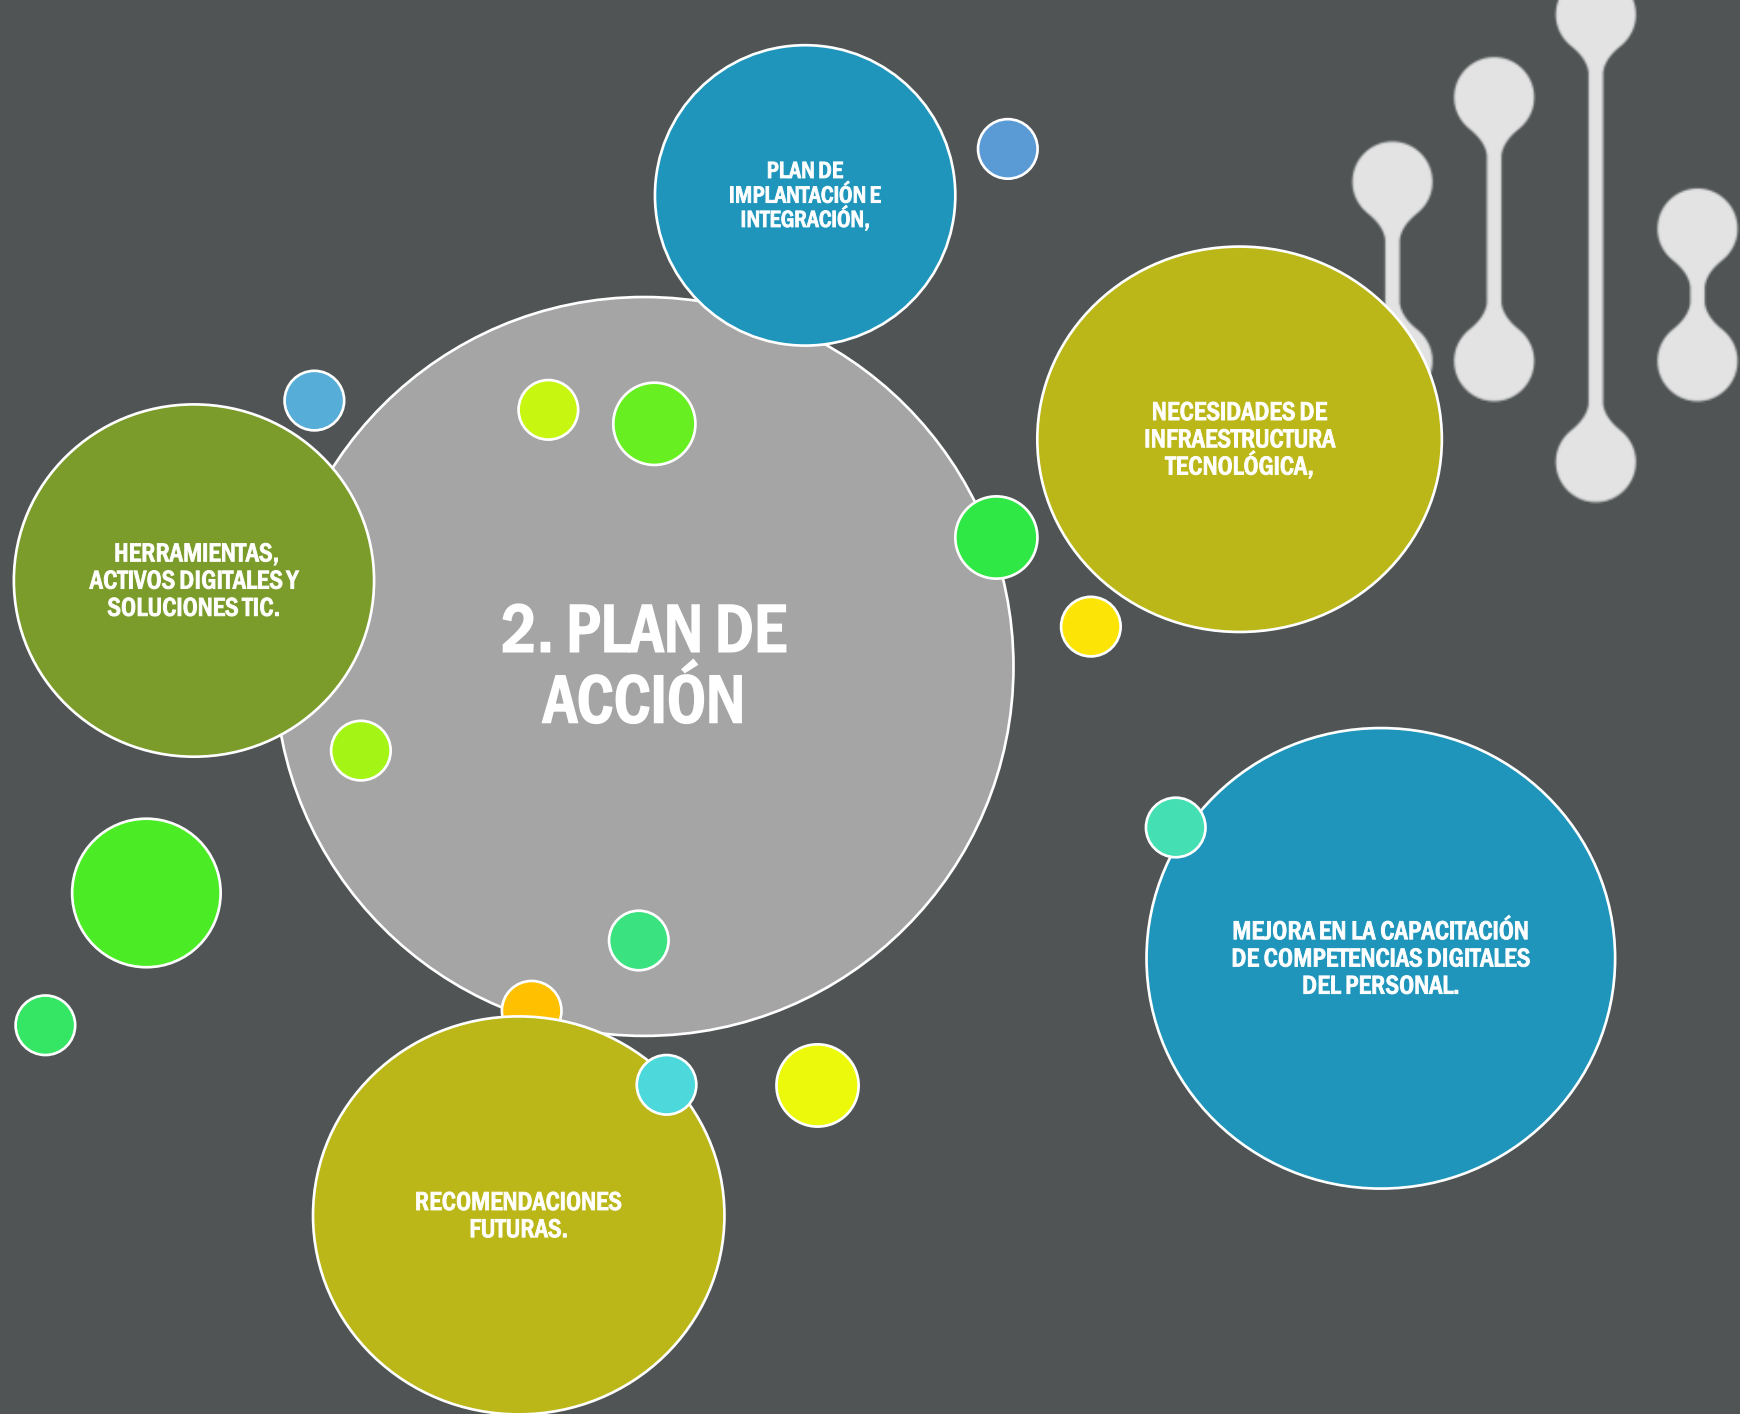 PLAN DE
IMPLANTACIÓN E
INTEGRACIÓN,
NECESIDADES DE
INFRAESTRUCTURA
TECNOLÓGICA,
HERRAMIENTAS,
ACTIVOS DIGITALES Y
SOLUCIONES TIC.
2. PLAN DE
ACCIÓN
MEJORA EN LA CAPACITACIÓN
DE COMPETENCIAS DIGITALES
DEL PERSONAL.
RECOMENDACIONES
FUTURAS.